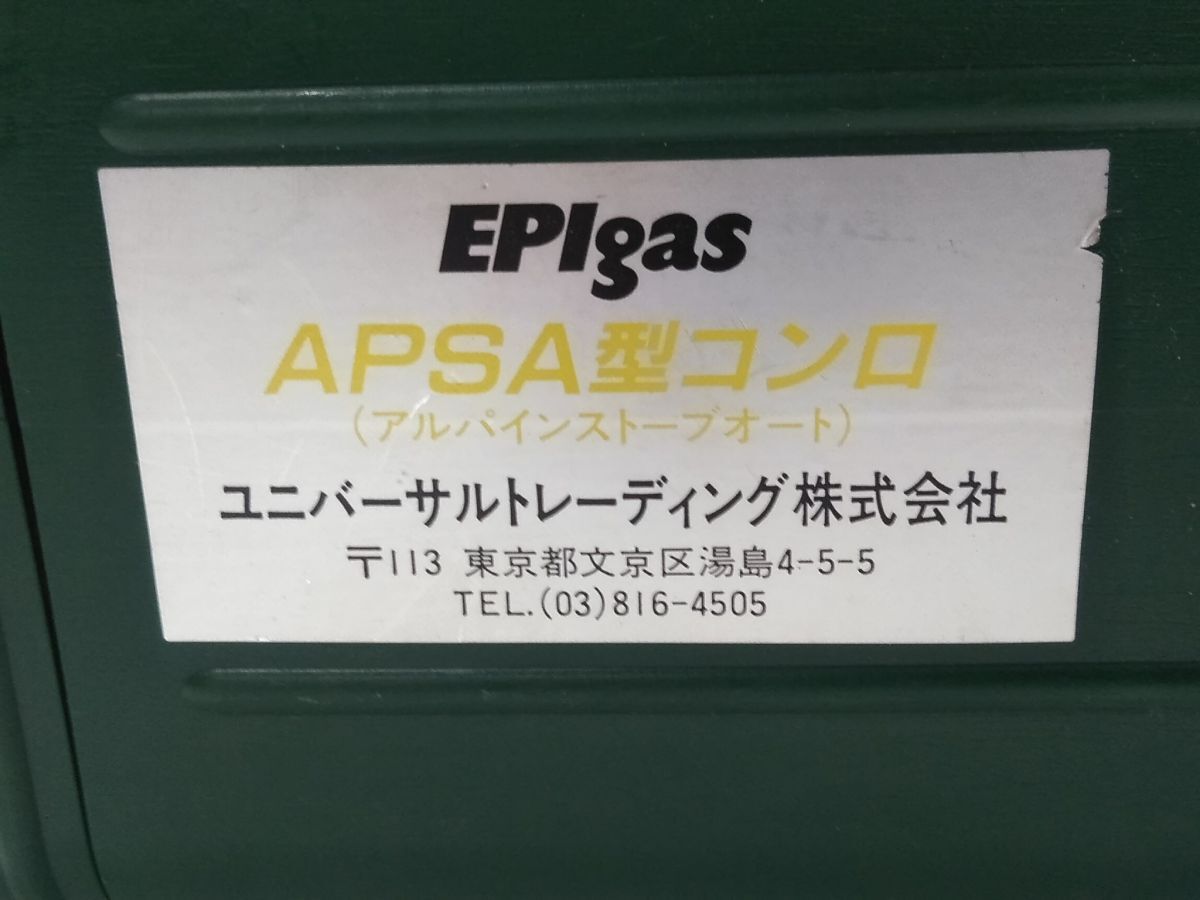 EPIgas
APSA型コンロ
(アルパインストーブオート)
ユニバーサルトレーディング株式会社
〒113 東京都文京区湯島4-5-5
TEL.(03)816-4505